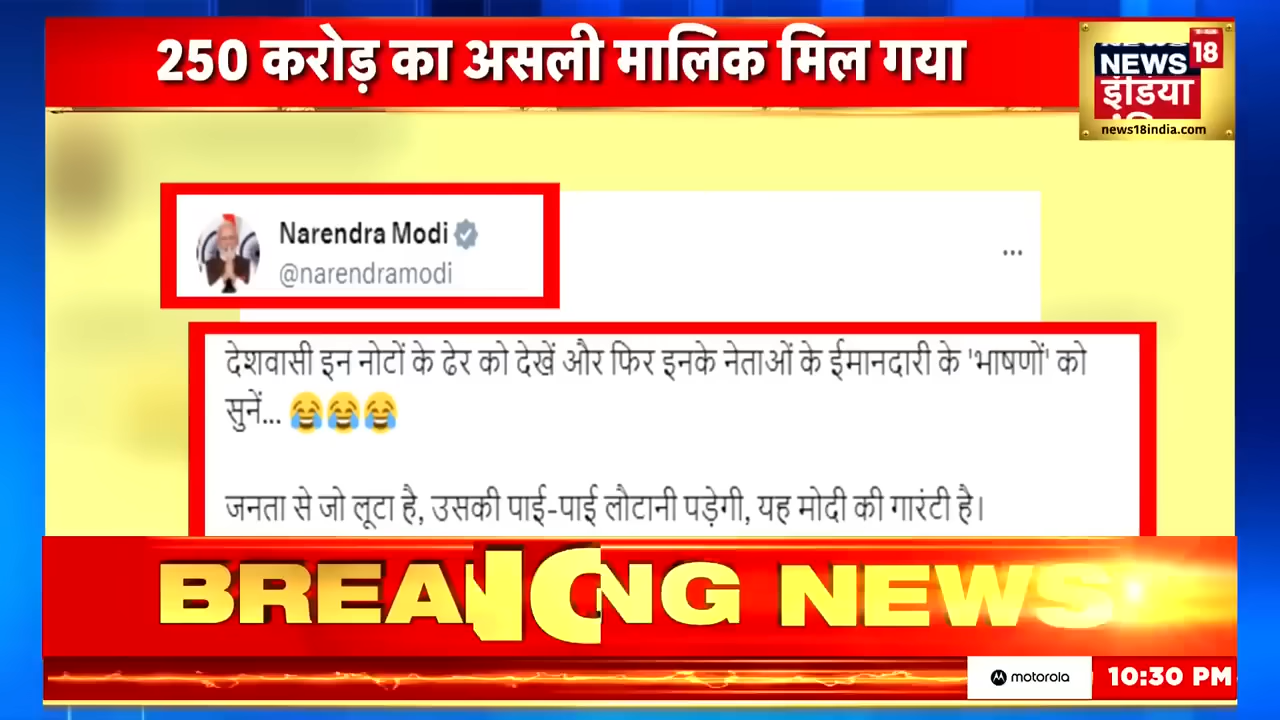 250 करोड़ का असली मालिक मिल गया
NEWS 18
इंडिया
news18india.com
Narendra Modi
@narendramodi
...
देशवासी इन नोटों के ढेर को देखें और फिर इनके नेताओं के ईमानदारी के 'भाषणों' को
सुनें... 😂😂😂
जनता से जो लूटा है, उसकी पाई-पाई लौटानी पड़ेगी, यह मोदी की गारंटी है।
NEWS
motorola
10:30 PM